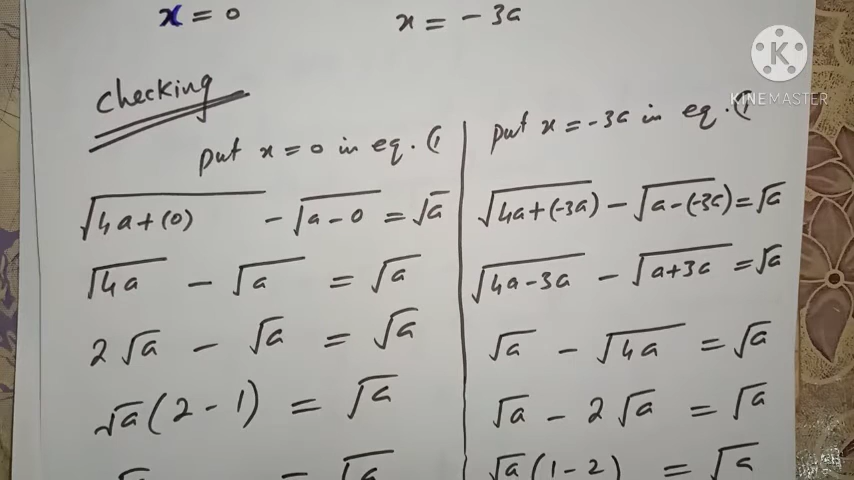 x = 0
x = - 3a
KINEMASTER
Checking
put x = 0 in eq. (1
√(4a+(0)) - √(a-0) = √a
√(4a) - √(a) = √a
2√a - √a = √a
√a(2-1) = √a
= √a
put x = -3a in eq. (1
√(4a+(-3a)) - √(a-(-3a)) = √a
√(4a-3a) - √(a+3a) = √a
√a - √(4a) = √a
√a - 2√a = √a
√a(1-2) = √a